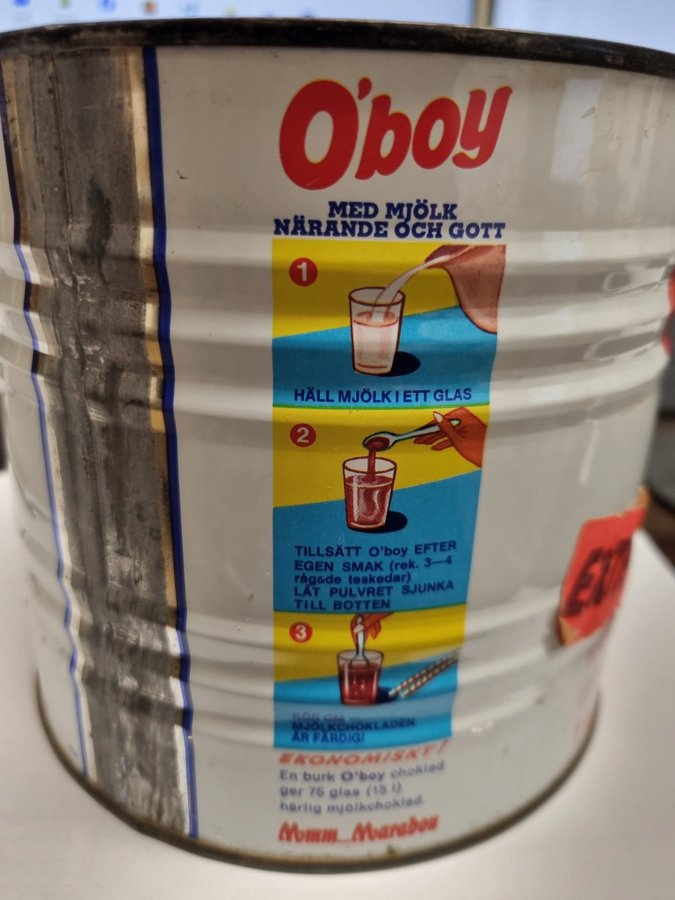 O'boy
MED MJÖLK
NÄRANDE OCH GOTT
1
HÄLL MJÖLK I ETT GLAS
2
TILLSÄTT O'boy EFTER
EGEN SMAK (rek. 3—4
rågade teskedar)
LÅT PULVRET SJUNKA
TILL BOTTEN
3
RÖR OM
MJÖLKCHOKLADEN
ÄR FÄRDIG!
EKONOMISKT!
En burk O'boy choklad
ger 75 glas (15 l)
härlig mjölkchoklad.
Mmm...Marabou